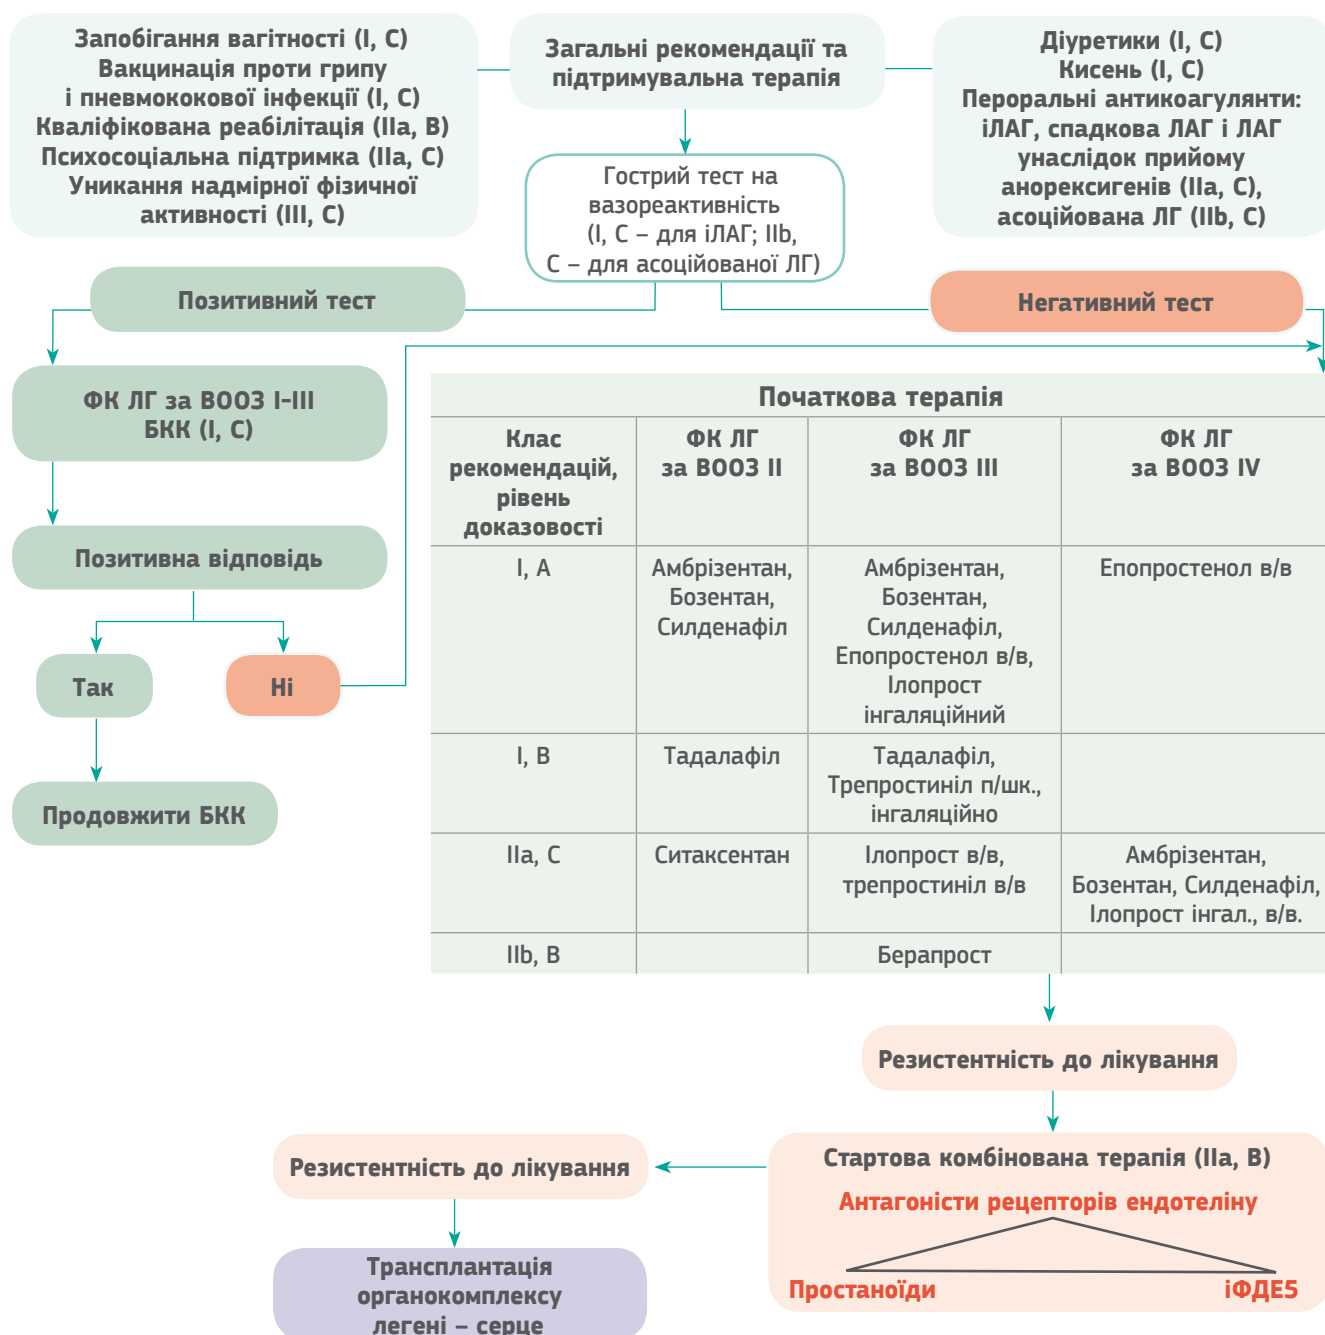 Запобігання вагітності (I, C)
Вакцинація проти грипу
і пневмококової інфекції (I, C)
Кваліфікована реабілітація (IIa, B)
Психосоціальна підтримка (IIa, C)
Уникання надмірної фізичної
активності (III, C)
Загальні рекомендації та
підтримувальна терапія
Діуретики (I, C)
Кисень (I, C)
Пероральні антикоагулянти:
іЛАГ, спадкова ЛАГ і ЛАГ
унаслідок прийому
анорексигенів (IIa, C),
асоційована ЛГ (IIb, C)
Гострий тест на
вазореактивність
(I, C – для іЛАГ; IIb,
C – для асоційованої ЛГ)
Позитивний тест
Негативний тест
ФК ЛГ за ВООЗ I-III
БКК (I, C)
Позитивна відповідь
Так
Ні
Продовжити БКК
Початкова терапія
Клас
рекомендацій,
рівень
доказовості
ФК ЛГ
за ВООЗ II
ФК ЛГ
за ВООЗ III
ФК ЛГ
за ВООЗ IV
I, A
Амбрізентан,
Бозентан,
Силденафіл
Амбрізентан,
Бозентан,
Силденафіл,
Епопростенол в/в,
Ілопрост
інгаляційний
Епопростенол в/в
I, B
Тадалафіл
Тадалафіл,
Трепростиніл п/шк.,
інгаляційно
IIa, C
Ситаксентан
Ілопрост в/в,
трепростиніл в/в
Амбрізентан,
Бозентан, Силденафіл,
Ілопрост інгал., в/в.
IIb, B
Берапрост
Резистентність до лікування
Стартова комбінована терапія (IIa, B)
Антагоністи рецепторів ендотеліну
Простаноїди
іФДЕ5
Резистентність до лікування
Трансплантація
органокомплексу
легені – серце